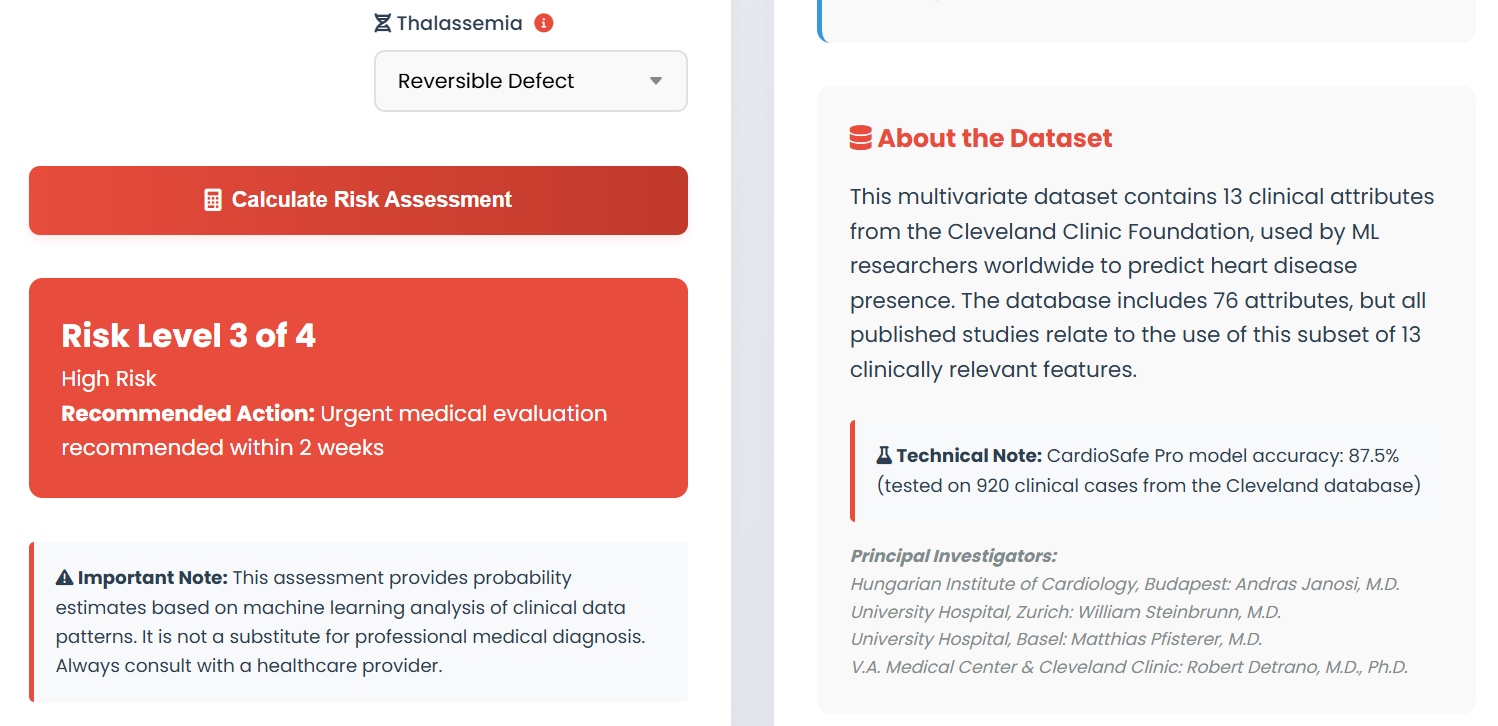 Thalassemia
Reversible Defect
Calculate Risk Assessment
Risk Level 3 of 4
High Risk
Recommended Action: Urgent medical evaluation
recommended within 2 weeks
Important Note: This assessment provides probability
estimates based on machine learning analysis of clinical data
patterns. It is not a substitute for professional medical diagnosis.
Always consult with a healthcare provider.
About the Dataset
This multivariate dataset contains 13 clinical attributes
from the Cleveland Clinic Foundation, used by ML
researchers worldwide to predict heart disease
presence. The database includes 76 attributes, but all
published studies relate to the use of this subset of 13
clinically relevant features.
Technical Note: CardioSafe Pro model accuracy: 87.5%
(tested on 920 clinical cases from the Cleveland database)
Principal Investigators:
Hungarian Institute of Cardiology, Budapest: Andras Janosi, M.D.
University Hospital, Zurich: William Steinbrunn, M.D.
University Hospital, Basel: Matthias Pfisterer, M.D.
V.A. Medical Center & Cleveland Clinic: Robert Detrano, M.D., Ph.D.